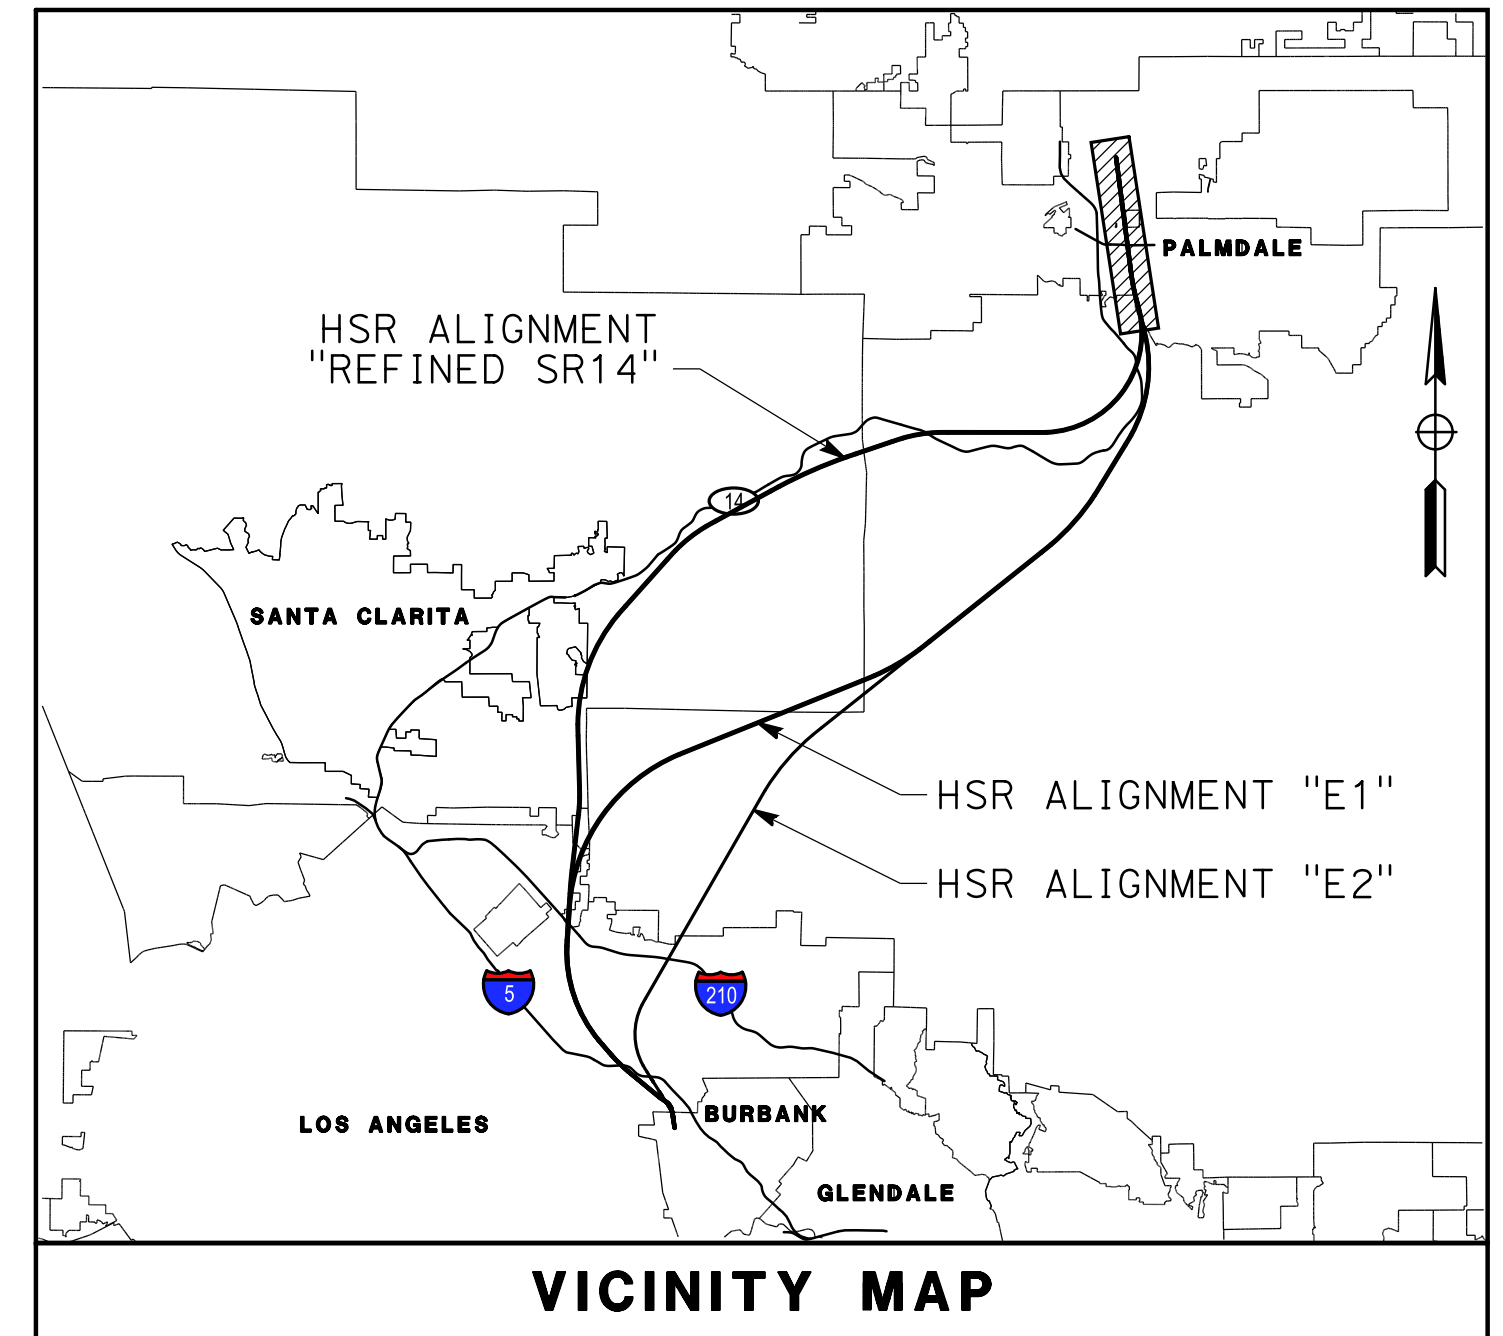 PALMDALE
HSR ALIGNMENT
"REFINED SR14"
14
SANTA CLARITA
HSR ALIGNMENT "E1"
HSR ALIGNMENT "E2"
5
210
LOS ANGELES
BURBANK
GLENDALE
VICINITY MAP